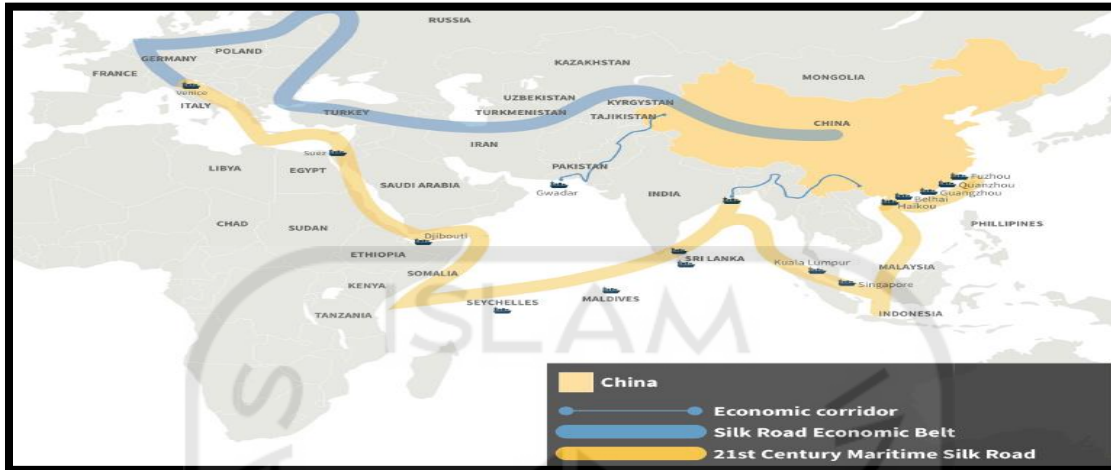 RUSSIA
POLAND
GERMANY
FRANCE
KAZAKHSTAN
MONGOLIA
Venice
UZBEKISTAN
KYRGYSTAN
ITALY
TURKEY
TURKMENISTAN
TAJIKISTAN
CHINA
IRAN
Suez
LIBYA
EGYPT
PAKISTAN
SAUDI ARABIA
Gwadar
INDIA
Fuzhou
Quanzhou
Guangzhou
Belhai
Haikou
CHAD
SUDAN
PHILLIPINES
Djibouti
ETHIOPIA
SOMALIA
SRI LANKA
Kuala Lumpur
MALAYSIA
KENYA
Singapore
SEYCHELLES
MALDIVES
TANZANIA
INDONESIA
ISLAM
China
Economic corridor
Silk Road Economic Belt
21st Century Maritime Silk Road